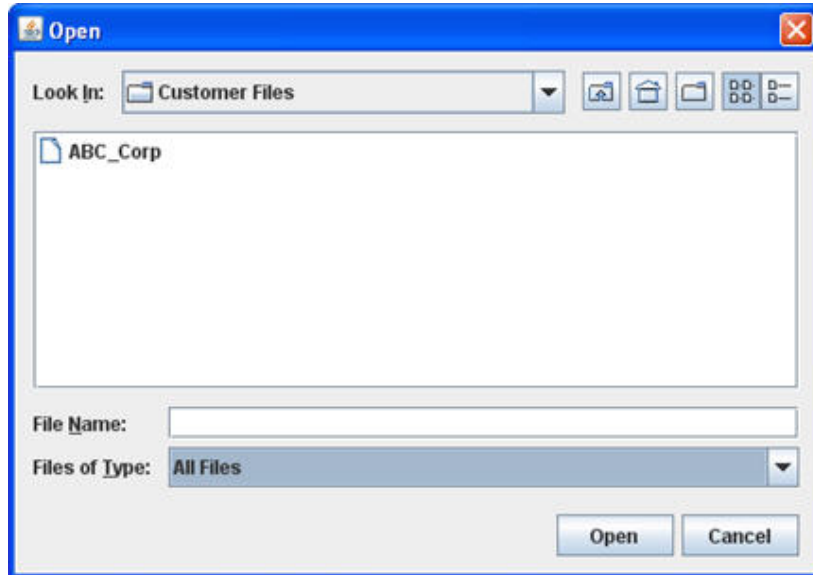 Open
Look In: Customer Files
ABC_Corp
File Name:
Files of Type: All Files
Open Cancel